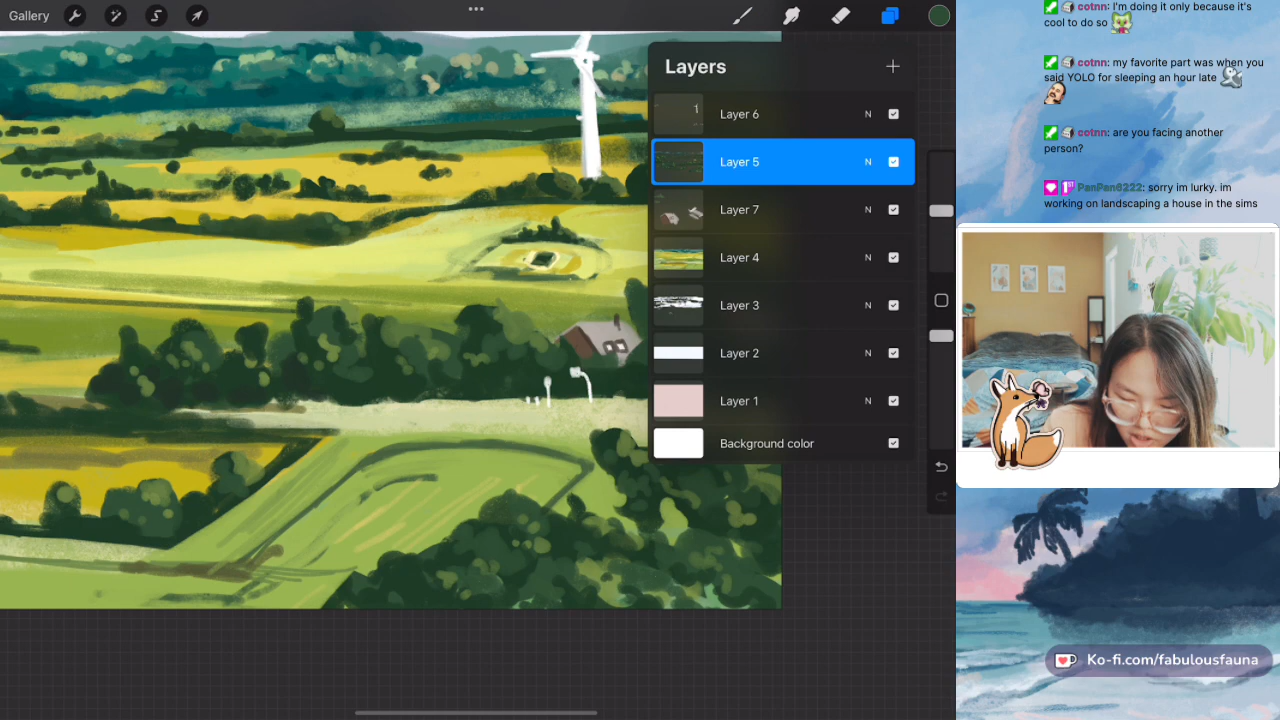 Gallery
Layers
Layer 6 N
Layer 5 N
Layer 7 N
Layer 4 N
Layer 3 N
Layer 2 N
Layer 1 N
Background color
cotnn: I'm doing it only because it's
cool to do so
cotnn: my favorite part was when you
said YOLO for sleeping an hour late
cotnn: are you facing another
person?
1st PanPan6222: sorry im lurky. im
working on landscaping a house in the sims
Ko-fi.com/fabulousfauna